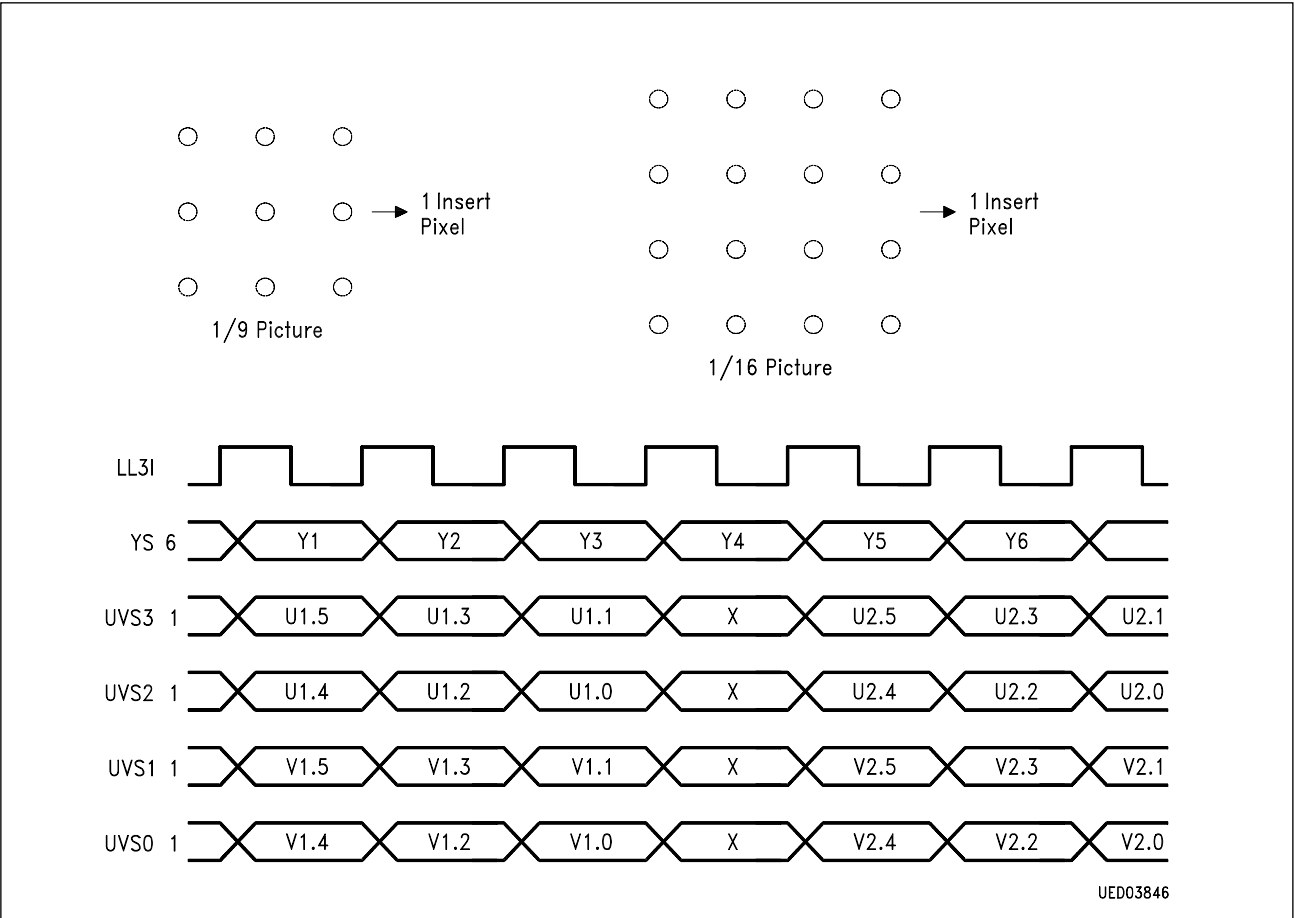 1 Insert
Pixel
1/9 Picture
1 Insert
Pixel
1/16 Picture
LL3I
YS 6 Y1 Y2 Y3 Y4 Y5 Y6
UVS3 1 U1.5 U1.3 U1.1 X U2.5 U2.3 U2.1
UVS2 1 U1.4 U1.2 U1.0 X U2.4 U2.2 U2.0
UVS1 1 V1.5 V1.3 V1.1 X V2.5 V2.3 V2.1
UVS0 1 V1.4 V1.2 V1.0 X V2.4 V2.2 V2.0
UED03846